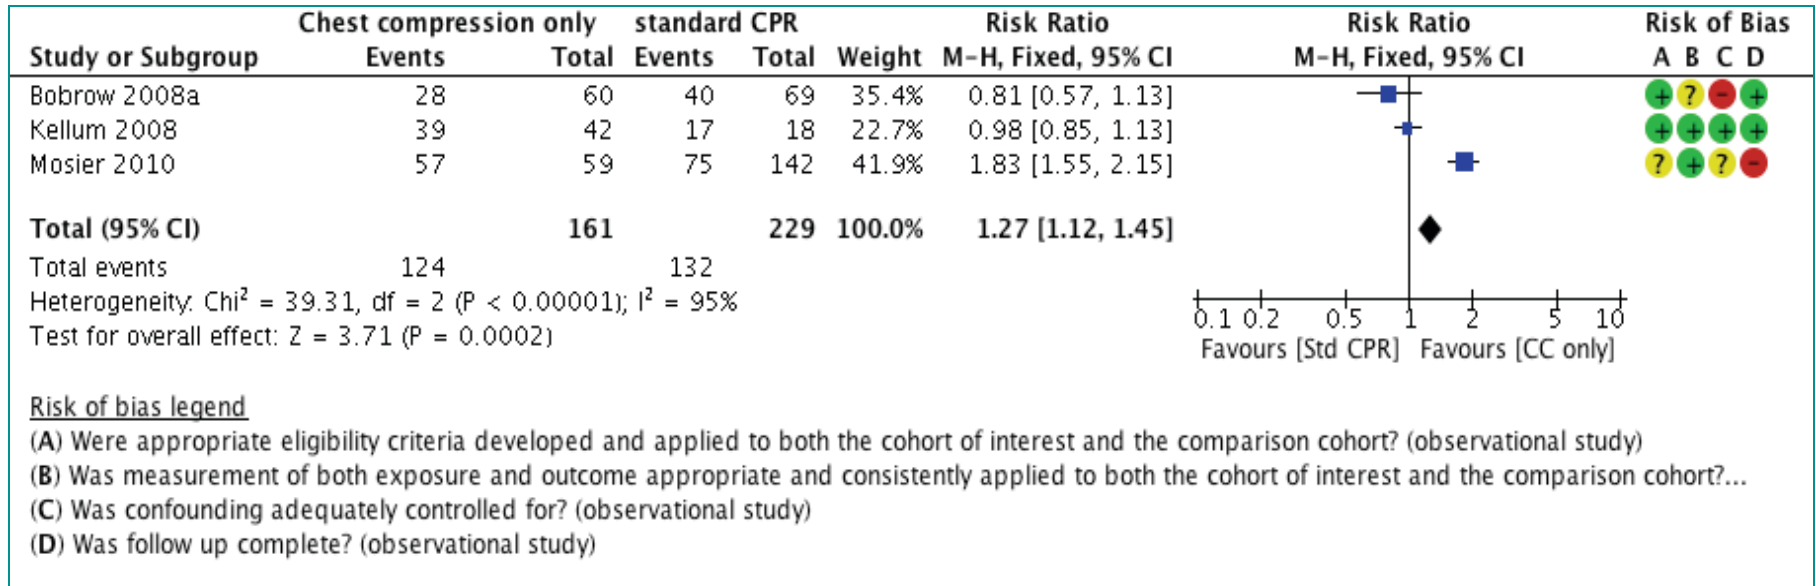 Chest compression only standard CPR Risk Ratio Risk Ratio Risk of Bias
Study or Subgroup Events Total Events Total Weight M-H, Fixed, 95% CI M-H, Fixed, 95% CI A B C D
Bobrow 2008a 28 60 40 69 35.4% 0.81 [0.57, 1.13] + ? - +
Kellum 2008 39 42 17 18 22.7% 0.98 [0.85, 1.13] + + + +
Mosier 2010 57 59 75 142 41.9% 1.83 [1.55, 2.15] ? + ? -
Total (95% CI) 161 229 100.0% 1.27 [1.12, 1.45]
Total events 124 132
Heterogeneity: Chi² = 39.31, df = 2 (P < 0.00001); I² = 95%
Test for overall effect: Z = 3.71 (P = 0.0002)
0.1 0.2 0.5 1 2 5 10
Favours [Std CPR] Favours [CC only]
Risk of bias legend
(A) Were appropriate eligibility criteria developed and applied to both the cohort of interest and the comparison cohort? (observational study)
(B) Was measurement of both exposure and outcome appropriate and consistently applied to both the cohort of interest and the comparison cohort?...
(C) Was confounding adequately controlled for? (observational study)
(D) Was follow up complete? (observational study)